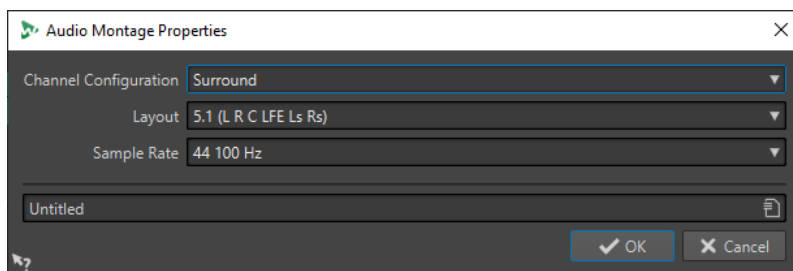 Audio Montage Properties
Channel Configuration Surround
Layout 5.1 (L R C LFE Ls Rs)
Sample Rate 44 100 Hz
Untitled
OK Cancel